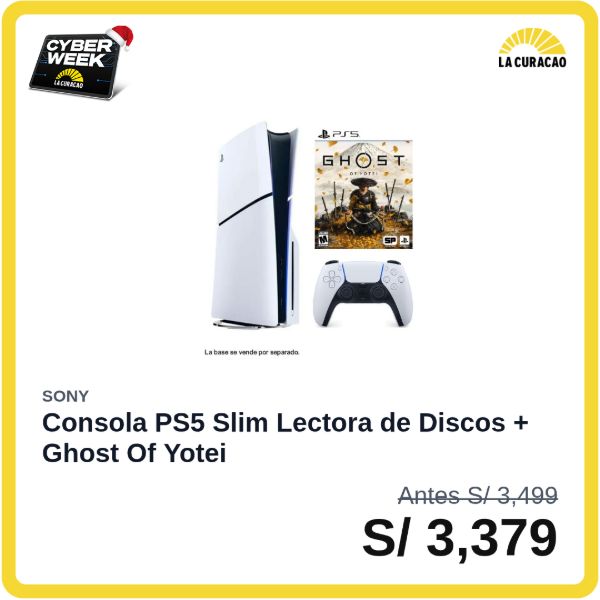 CYBER
WEEK
LA CURACAO
LA CURACAO
PS5
GHOST
OF YOTEI
M
SP
La base se vende por separado.
SONY
Consola PS5 Slim Lectora de Discos +
Ghost Of Yotei
Antes S/ 3,499
S/ 3,379